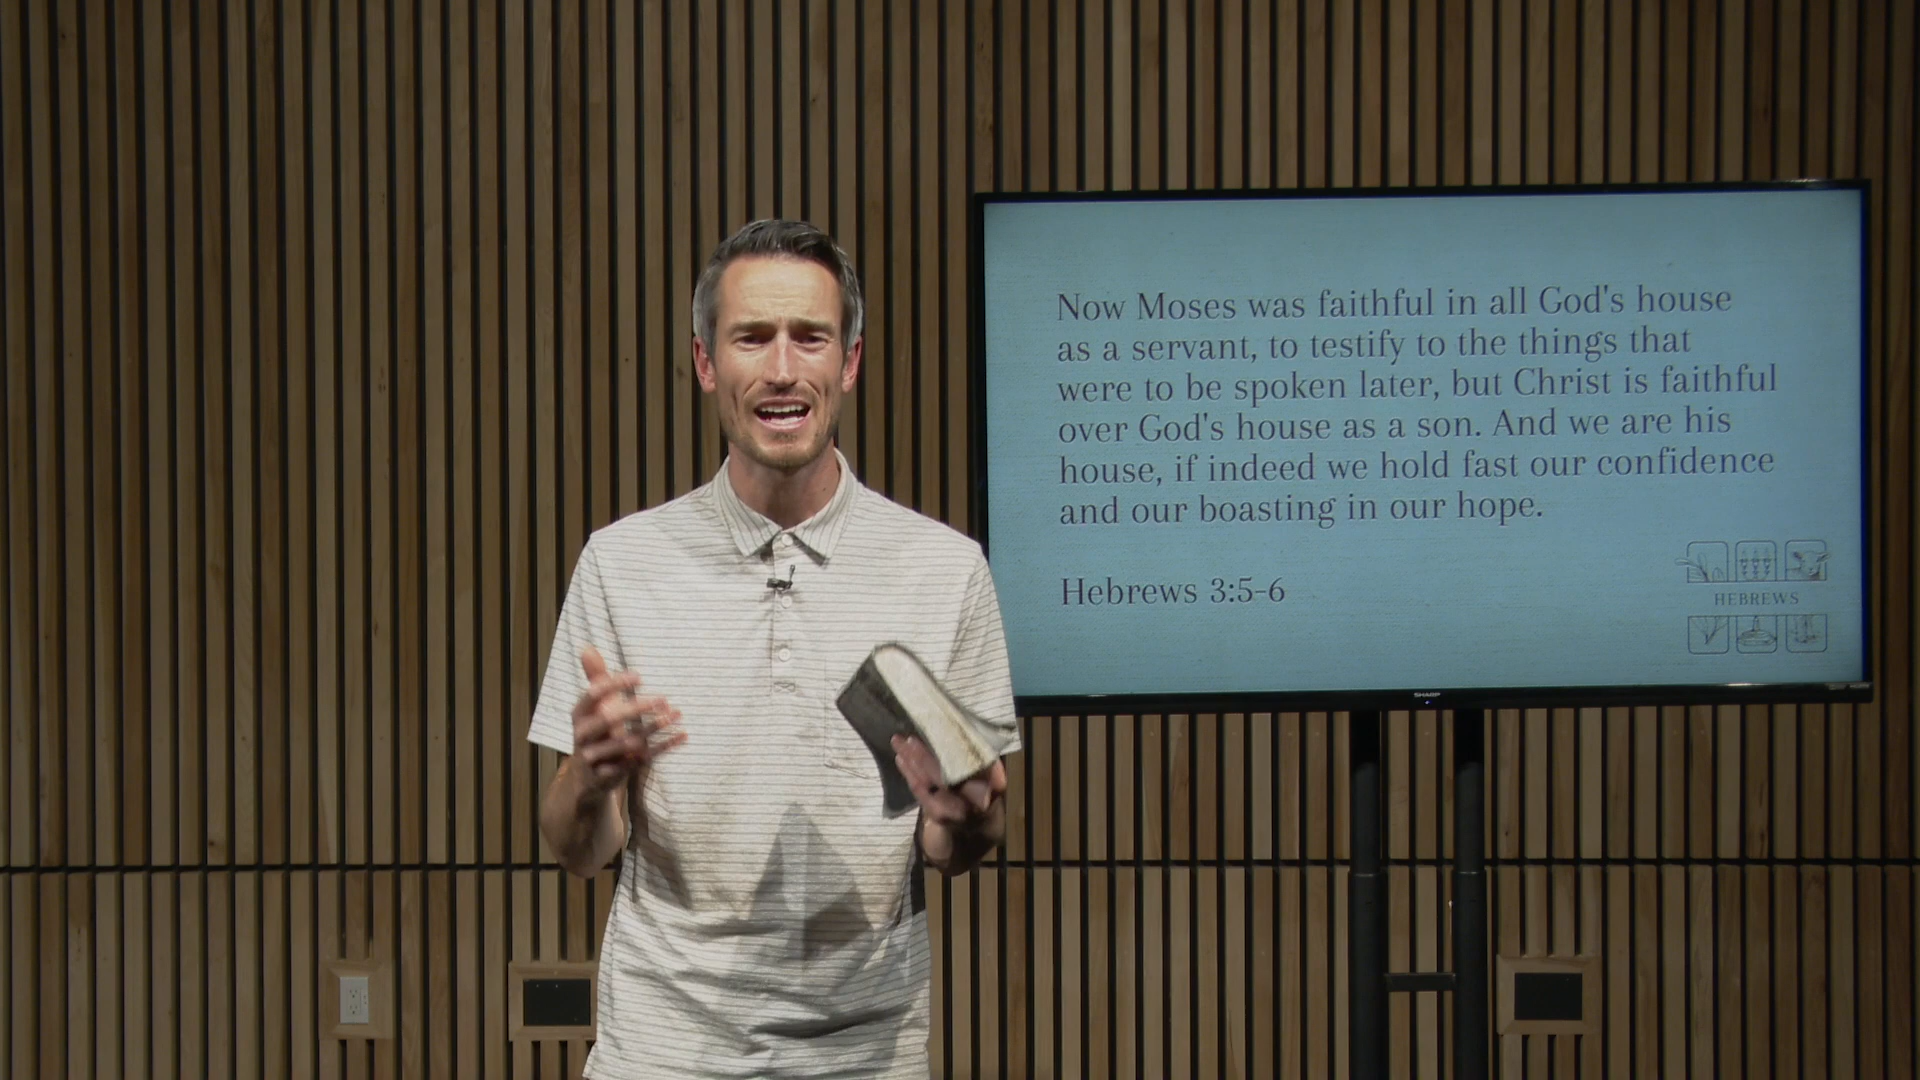 Now Moses was faithful in all God's house
as a servant, to testify to the things that
were to be spoken later, but Christ is faithful
over God's house as a son. And we are his
house, if indeed we hold fast our confidence
and our boasting in our hope.
Hebrews 3:5-6
HEBREWS
SHARP